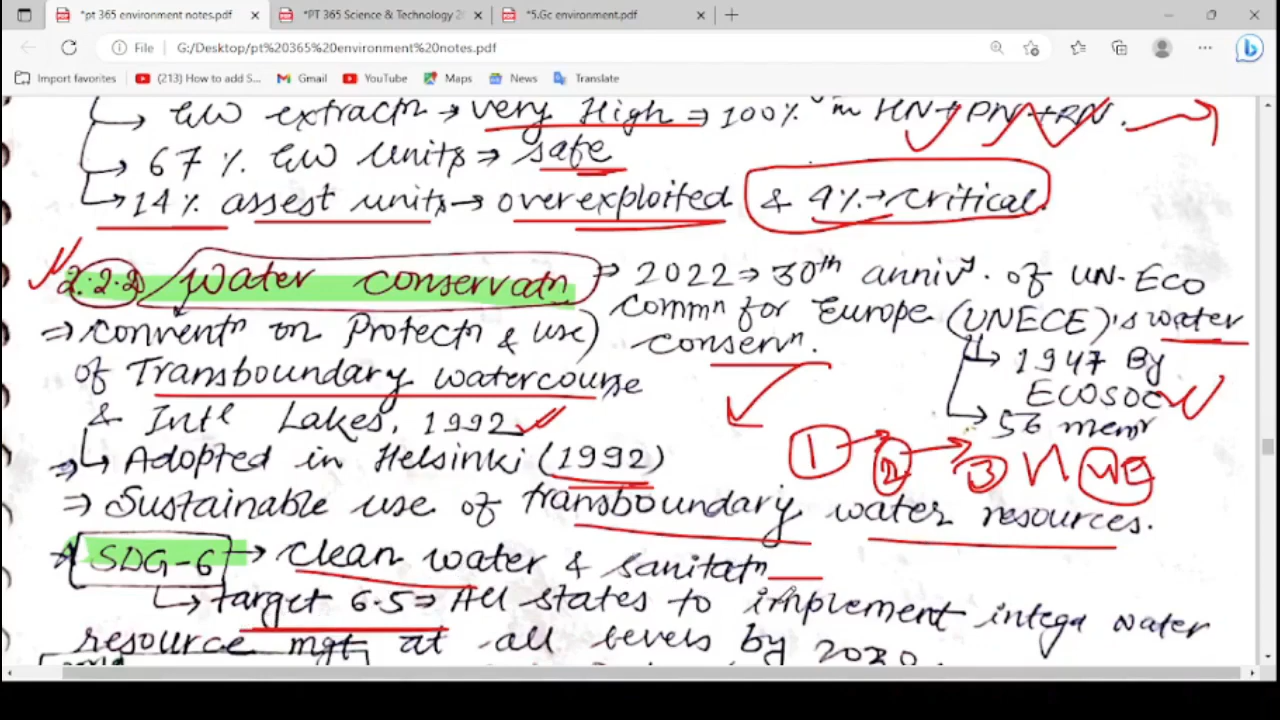 *pt 365 environment notes.pdf
*PT 365 Science & Technology 2
*5.Gc environment.pdf
File G:/Desktop/pt%20365%20environment%20notes.pdf
Import favorites (213) How to add S... Gmail YouTube Maps News Translate
GW extractn → very High ⇒ 100% in HN + PN + RN.
→ 67 %. GW units ⇒ safe
→ 14 % assest units → overexploited & 9% → critical.
2.2.2 Water conservatn ⇒ 2022 ⇒ 30th anniv. of UN-Eco
Commn for Europe (UNECE)'s water
conservn.
⇒ conventn on Protectn & use
of Transboundary watercourse
& Intl Lakes, 1992
→ 1947 By
ECOSOC
→ 56 memr
① → ② → ③
⇒ Adopted in Helsinki (1992)
⇒ Sustainable use of transboundary water resources.
SDG-6 → clean water & sanitatn
→ target 6.5 ⇒ All states to implement integ water
resource mgt at all levels by 2030.